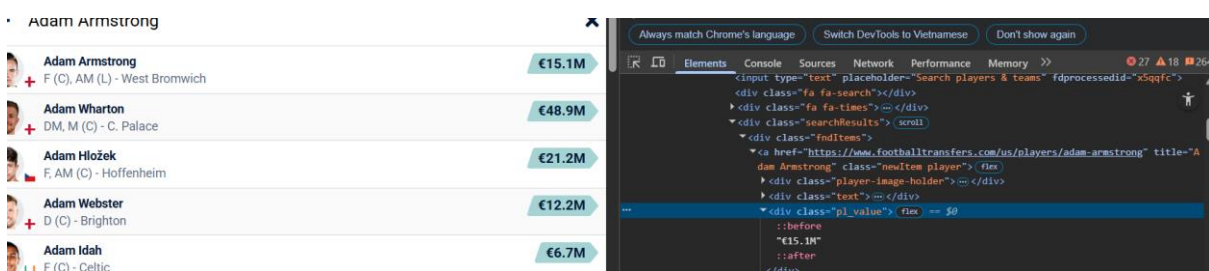 Adam Armstrong
Adam Armstrong
F (C), AM (L) - West Bromwich
€15.1M
Adam Wharton
DM, M (C) - C. Palace
€48.9M
Adam Hložek
F, AM (C) - Hoffenheim
€21.2M
Adam Webster
D (C) - Brighton
€12.2M
Adam Idah
F (C) - Celtic
€6.7M
Always match Chrome's language Switch DevTools to Vietnamese Don't show again
Elements Console Sources Network Performance Memory 27 18 264
<input type="text" placeholder="Search players & teams" fdprocessedid="x5qqfc">
<div class="fa fa-search"></div>
<div class="fa fa-times">⋯</div>
<div class="searchResults"> scroll
<div class="fndItems">
<a href="https://www.footballtransfers.com/us/players/adam-armstrong" title="A
dam Armstrong" class="newItem player"> flex
<div class="player-image-holder">⋯</div>
<div class="text">⋯</div>
<div class="pl_value"> flex == $0
::before
"€15.1M"
::after
</div>